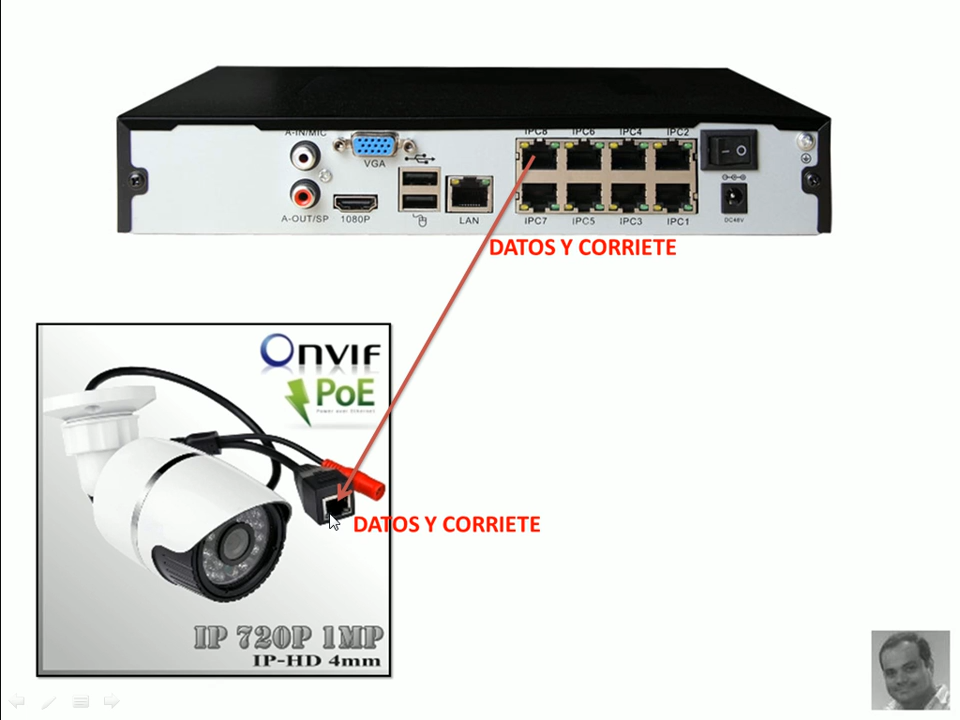 A-IN/MIC
VGA
A-OUT/SP
1080P
LAN
IPC8 IPC6 IPC4 IPC2
IPC7 IPC5 IPC3 IPC1
DC48V
DATOS Y CORRIETE
Onvif
PoE
Power over Ethernet
DATOS Y CORRIETE
IP 720P 1MP
IP-HD 4mm